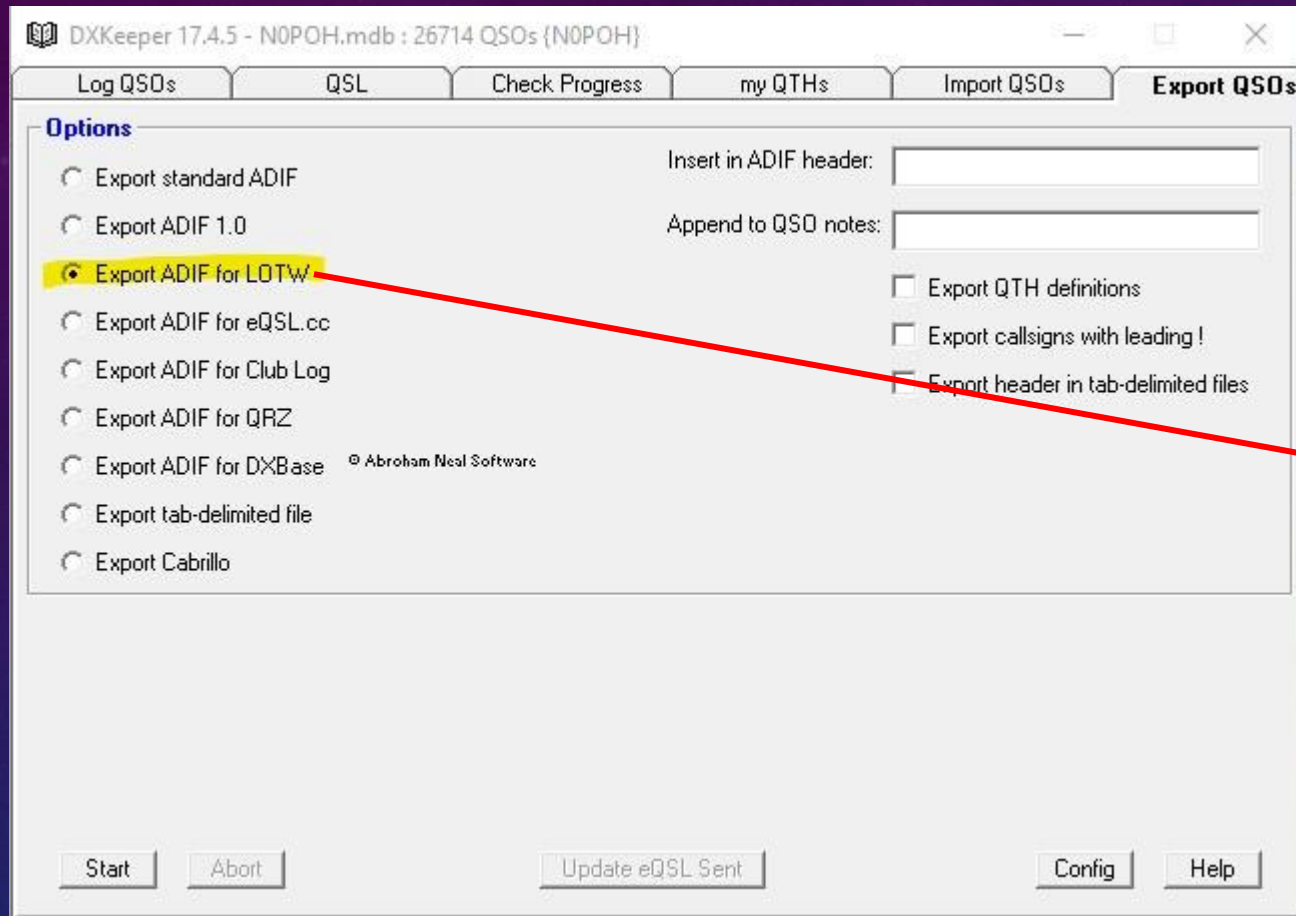 DXKeeper 17.4.5 - N0POH.mdb : 26714 QSOs {N0POH}
Log QSOs QSL Check Progress my QTHs Import QSOs Export QSOs
Options
Export standard ADIF
Export ADIF 1.0
Export ADIF for LOTW
Export ADIF for eQSL.cc
Export ADIF for Club Log
Export ADIF for QRZ
Export ADIF for DXBase © Abroham Neal Software
Export tab-delimited file
Export Cabrillo
Insert in ADIF header:
Append to QSO notes:
Export QTH definitions
Export callsigns with leading !
Export header in tab-delimited files
Start Abort Update eQSL Sent Config Help